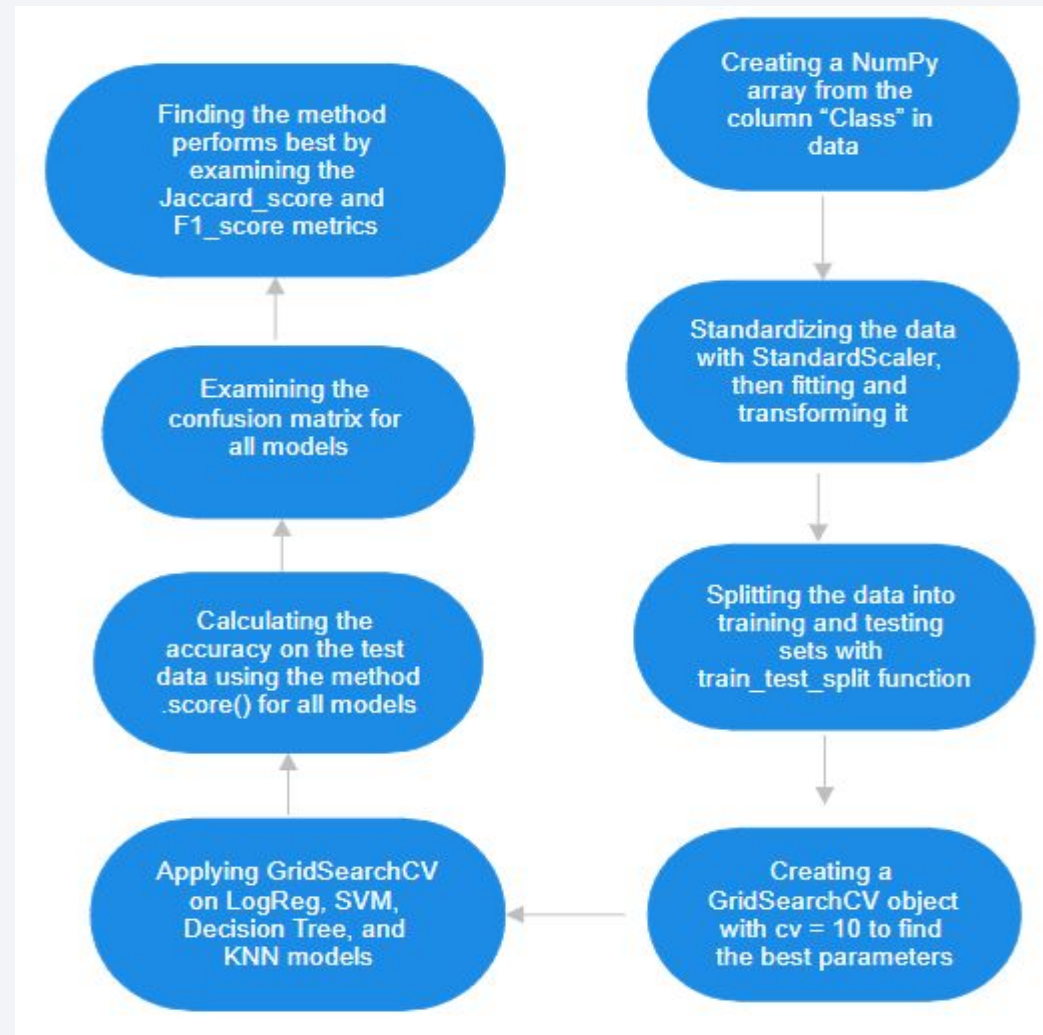 Creating a NumPy
array from the
column “Class” in
data
Standardizing the data
with StandardScaler,
then fitting and
transforming it
Splitting the data into
training and testing
sets with
train_test_split function
Creating a
GridSearchCV object
with cv = 10 to find
the best parameters
Applying GridSearchCV
on LogReg, SVM,
Decision Tree, and
KNN models
Calculating the
accuracy on the test
data using the method
.score() for all models
Examining the
confusion matrix for
all models
Finding the method
performs best by
examining the
Jaccard_score and
F1_score metrics